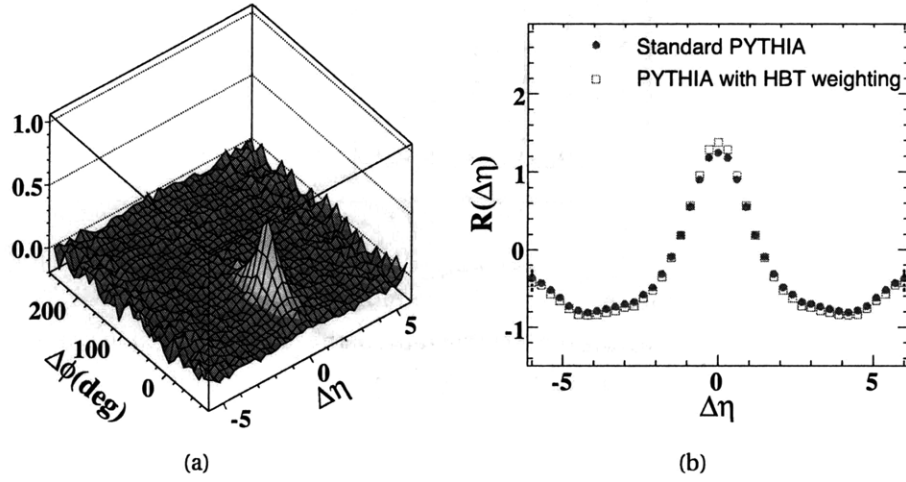 1.0
0.5
0.0
200
100
0
Δϕ(deg)
-5
0
5
Δη
(a)
Standard PYTHIA
PYTHIA with HBT weighting
R(Δη)
2
1
0
-1
-5
0
5
Δη
(b)